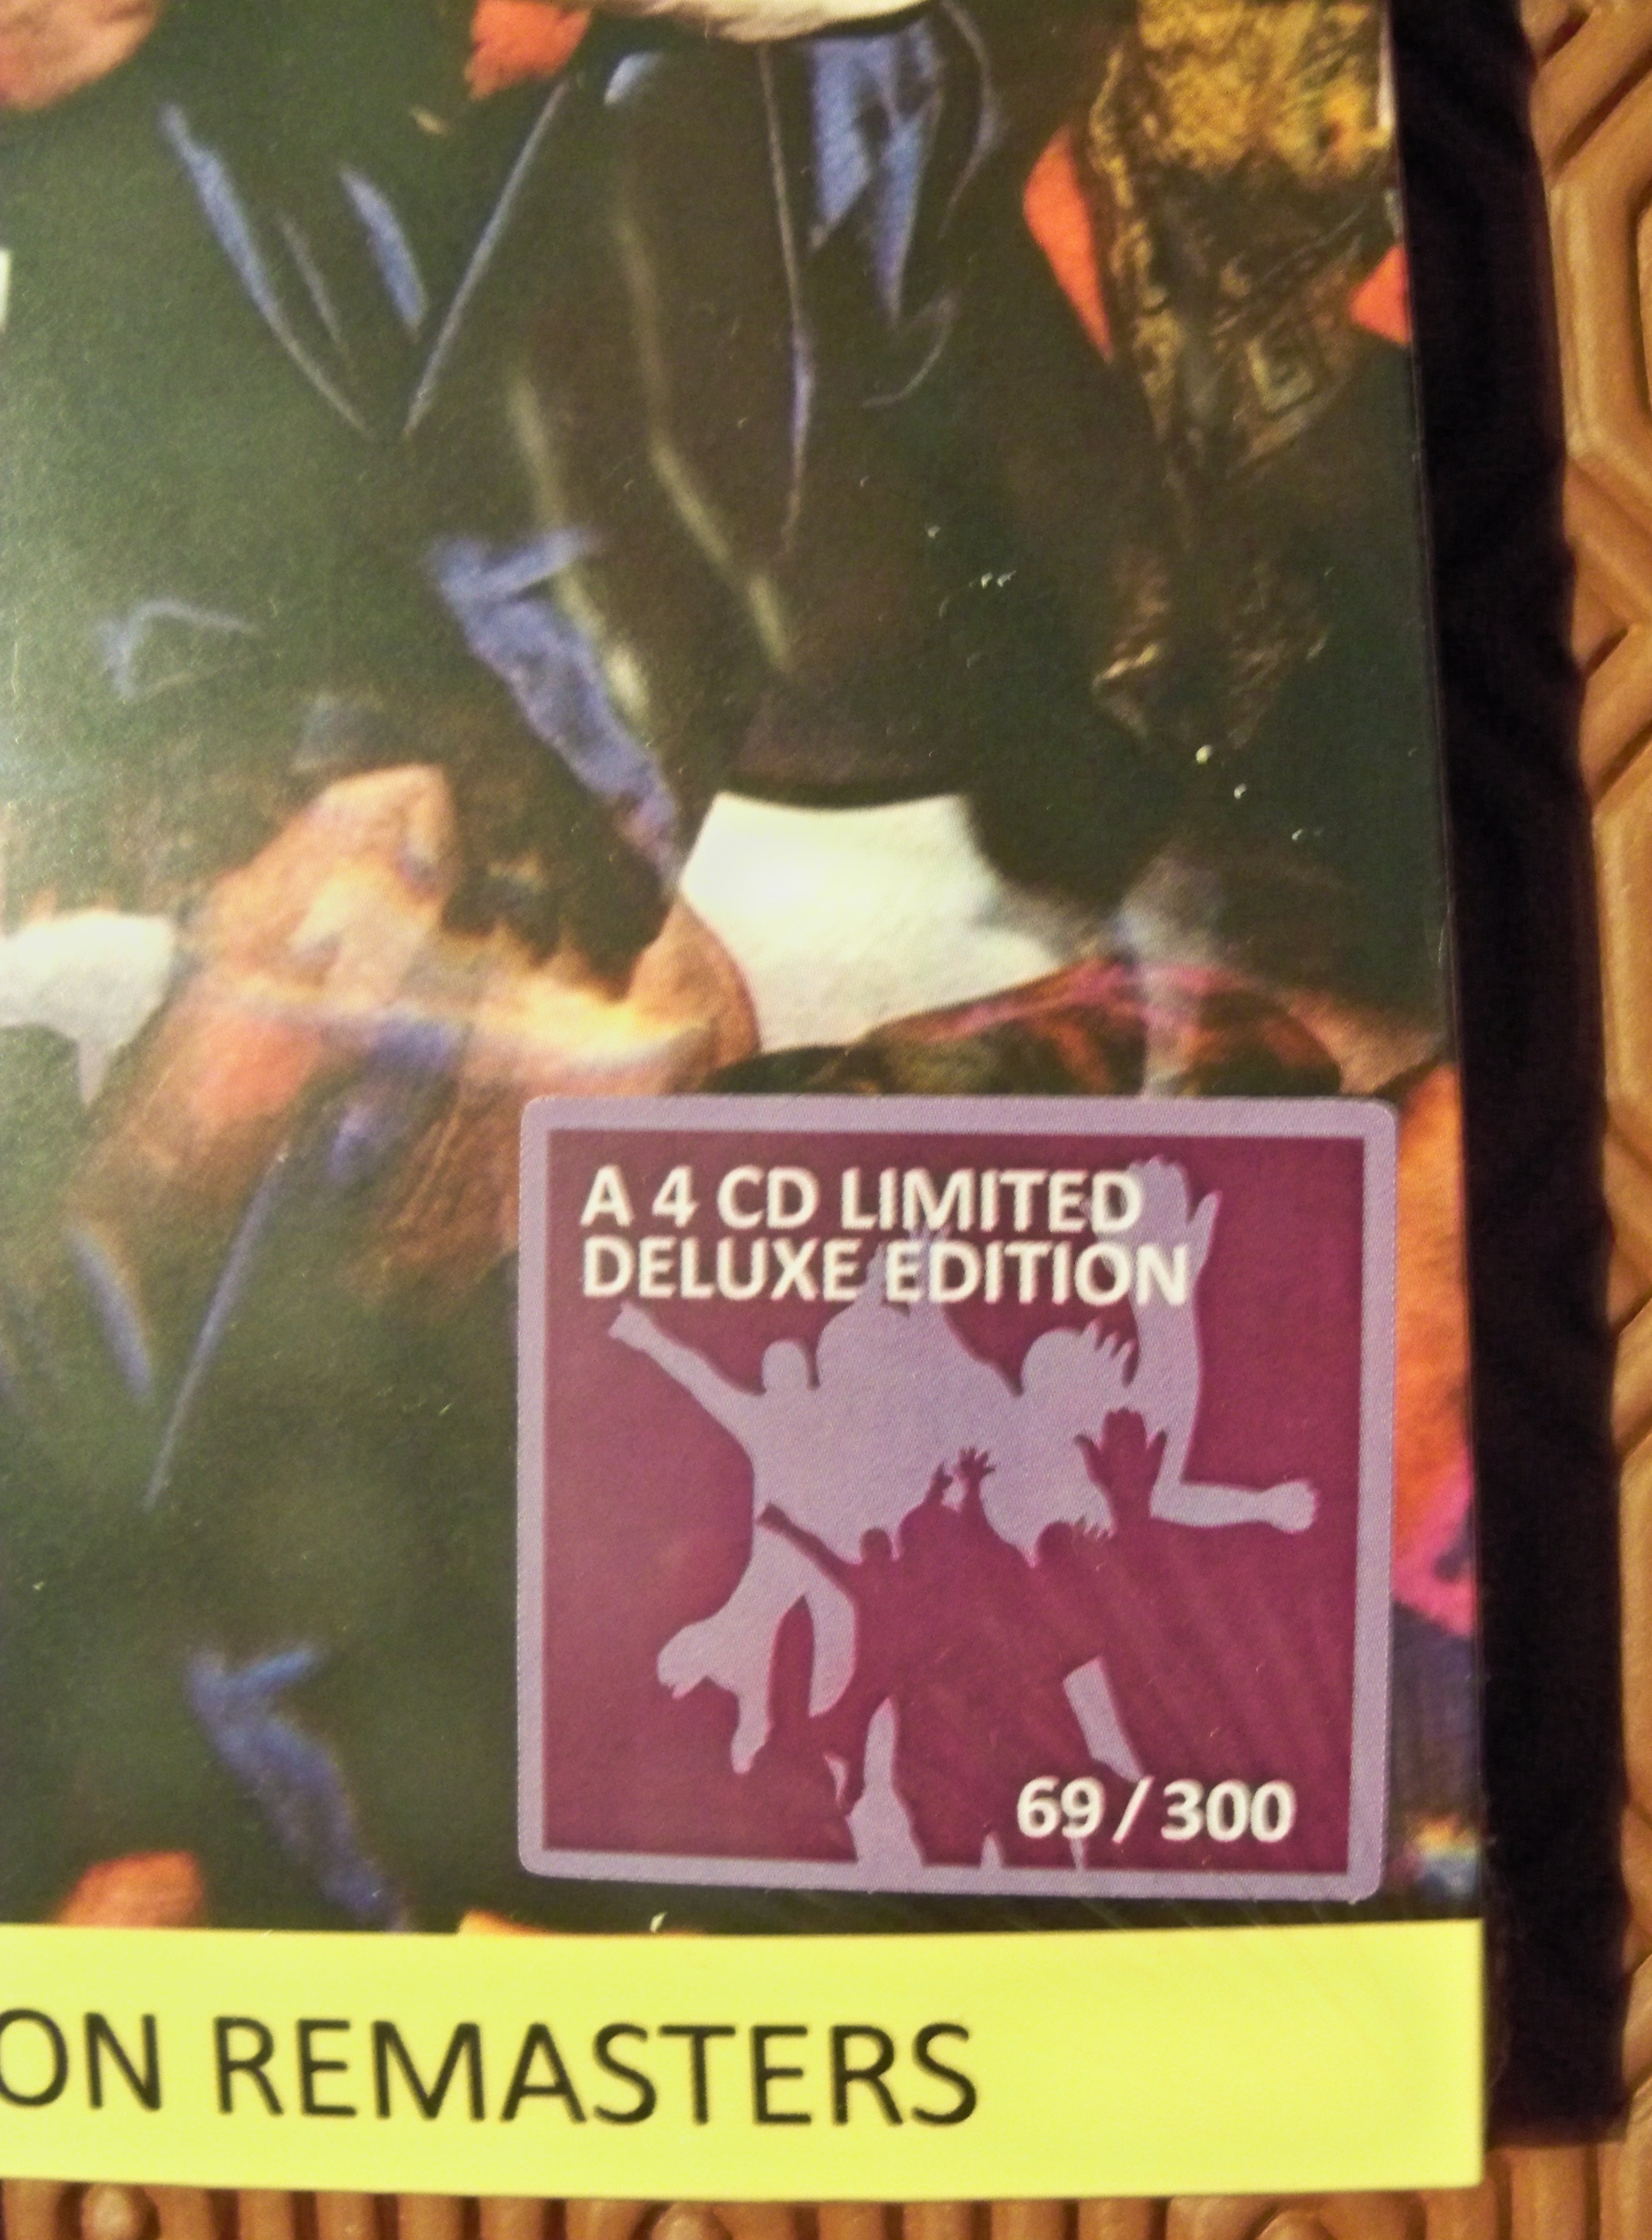 A 4 CD LIMITED
DELUXE EDITION
69 / 300
ON REMASTERS